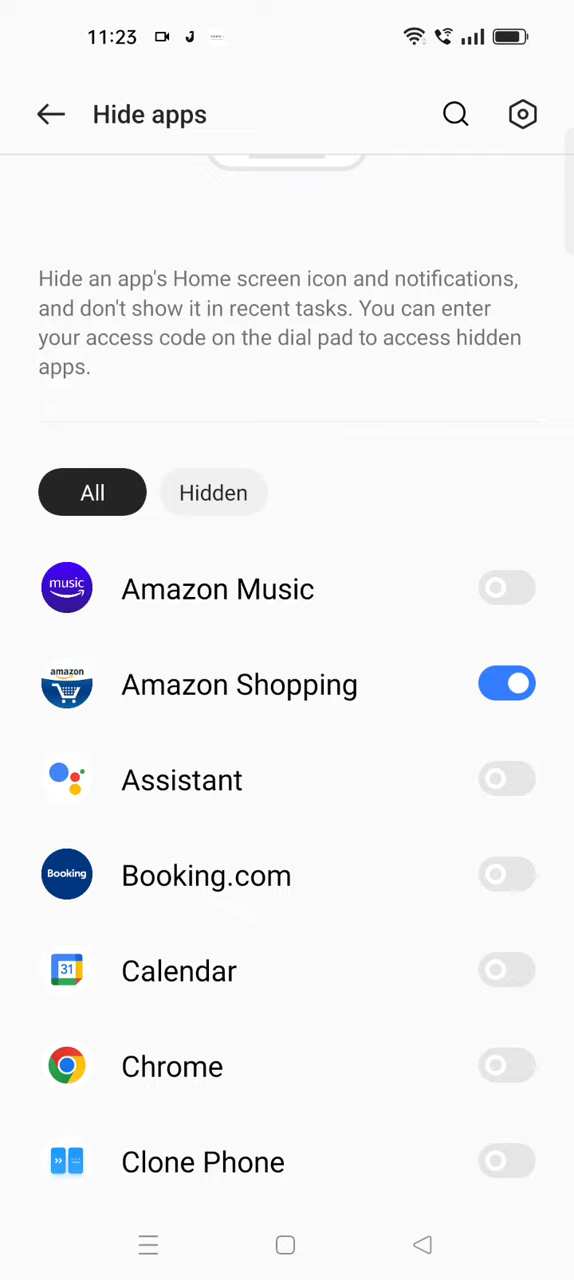 11:23
Hide apps
Hide an app's Home screen icon and notifications,
and don't show it in recent tasks. You can enter
your access code on the dial pad to access hidden
apps.
All
Hidden
music
Amazon Music
amazon
Amazon Shopping
Assistant
Booking
Booking.com
31
Calendar
Chrome
Clone Phone